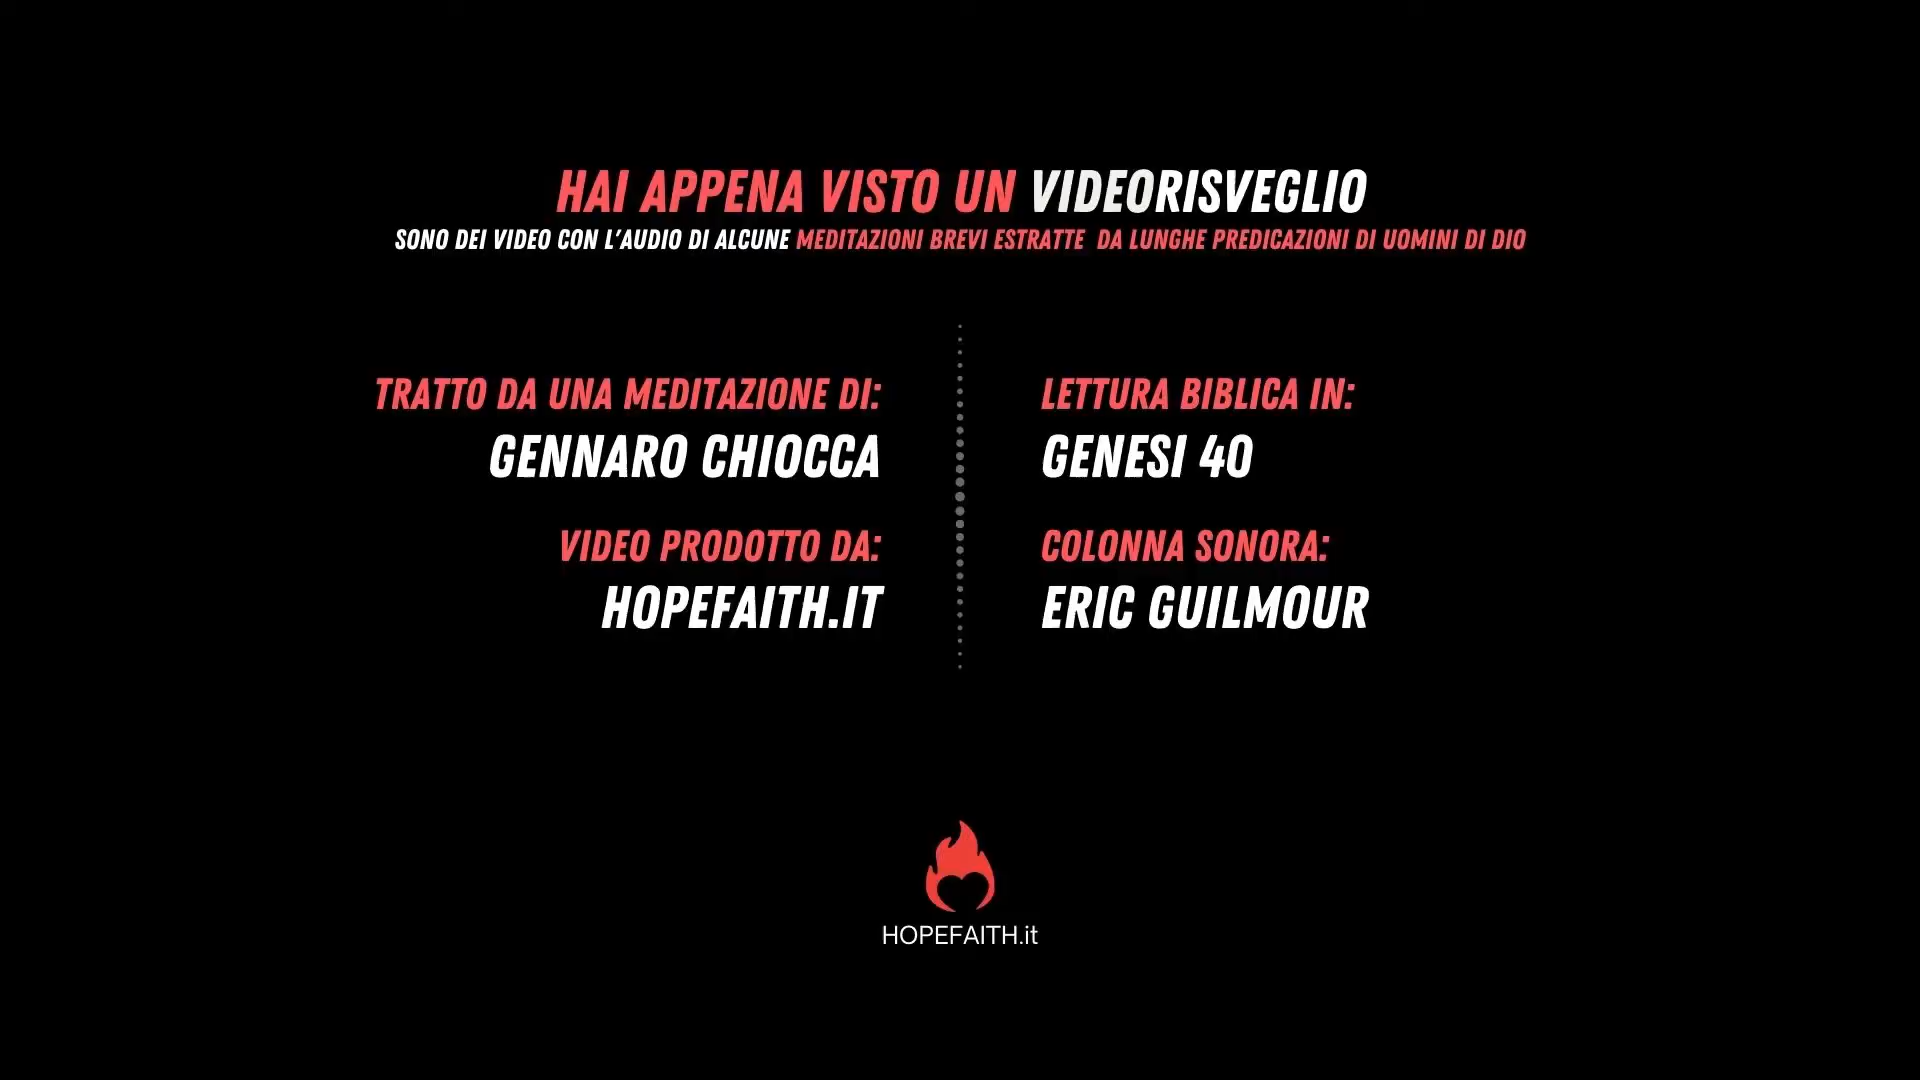 HAI APPENA VISTO UN VIDEORISVEGLIO
SONO DEI VIDEO CON L'AUDIO DI ALCUNE MEDITAZIONI BREVI ESTRATTE DA LUNGHE PREDICAZIONI DI UOMINI DI DIO
TRATTO DA UNA MEDITAZIONE DI:
GENNARO CHIOCCA
VIDEO PRODOTTO DA:
HOPEFAITH.IT
LETTURA BIBLICA IN:
GENESI 40
COLONNA SONORA:
ERIC GUILMOUR
HOPEFAITH.it